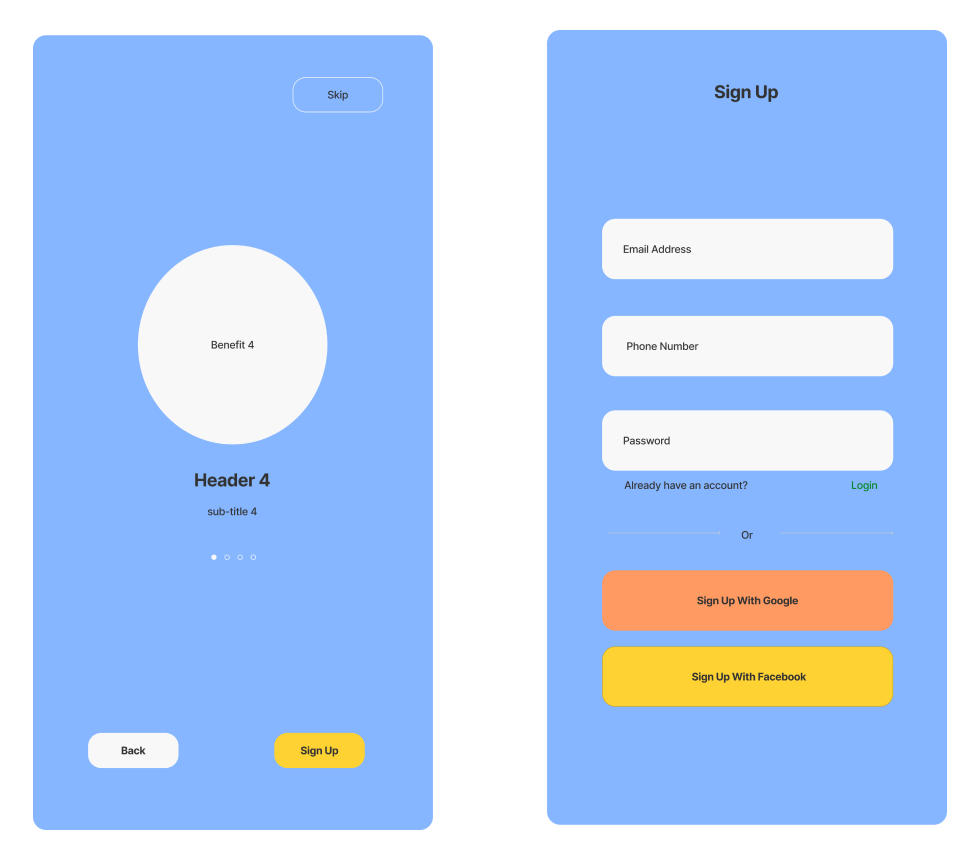 Skip
Benefit 4
Header 4
sub-title 4
Back
Sign Up
Sign Up
Email Address
Phone Number
Password
Already have an account?
Login
Or
Sign Up With Google
Sign Up With Facebook